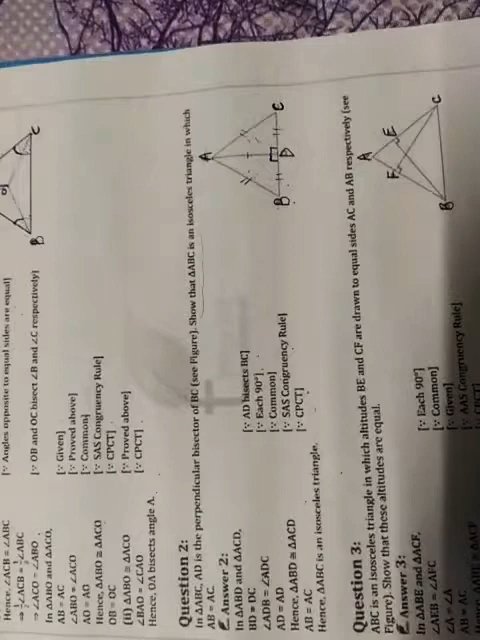 Hence, ∠ACB = ∠ABC [∵ Angles opposite to equal sides are equal]
⇒ 1/2 ∠ACB = 1/2 ∠ABC
⇒ ∠ACO = ∠ABO [∵ OB and OC bisect ∠B and ∠C respectively]
In ΔABO and ΔACO,
AB = AC [∵ Given]
∠ABO = ∠ACO [∵ Proved above]
AO = AO [∵ Common]
Hence, ΔABO ≅ ΔACO [∵ SAS Congruency Rule]
OB = OC [∵ CPCT]
(ii) ΔABO ≅ ΔACO [∵ Proved above]
∠BAO = ∠CAO [∵ CPCT]
Hence, OA bisects angle A.
O
B
C
Question 2:
In ΔABC, AD is the perpendicular bisector of BC (see Figure). Show that ΔABC is an isosceles triangle in which
AB = AC.
Answer 2:
In ΔABD and ΔACD,
BD = DC [∵ AD bisects BC]
∠ADB = ∠ADC [∵ Each 90°]
AD = AD [∵ Common]
Hence, ΔABD ≅ ΔACD [∵ SAS Congruency Rule]
AB = AC [∵ CPCT]
Hence, ΔABC is an isosceles triangle.
A
B
D
C
Question 3:
ABC is an isosceles triangle in which altitudes BE and CF are drawn to equal sides AC and AB respectively (see
Figure). Show that these altitudes are equal.
Answer 3:
In ΔABE and ΔACF,
∠AEB = ∠AFC [∵ Each 90°]
∠A = ∠A [∵ Common]
AB = AC [∵ Given]
[∵ AAS Congruency Rule]
A
F
E
B
C